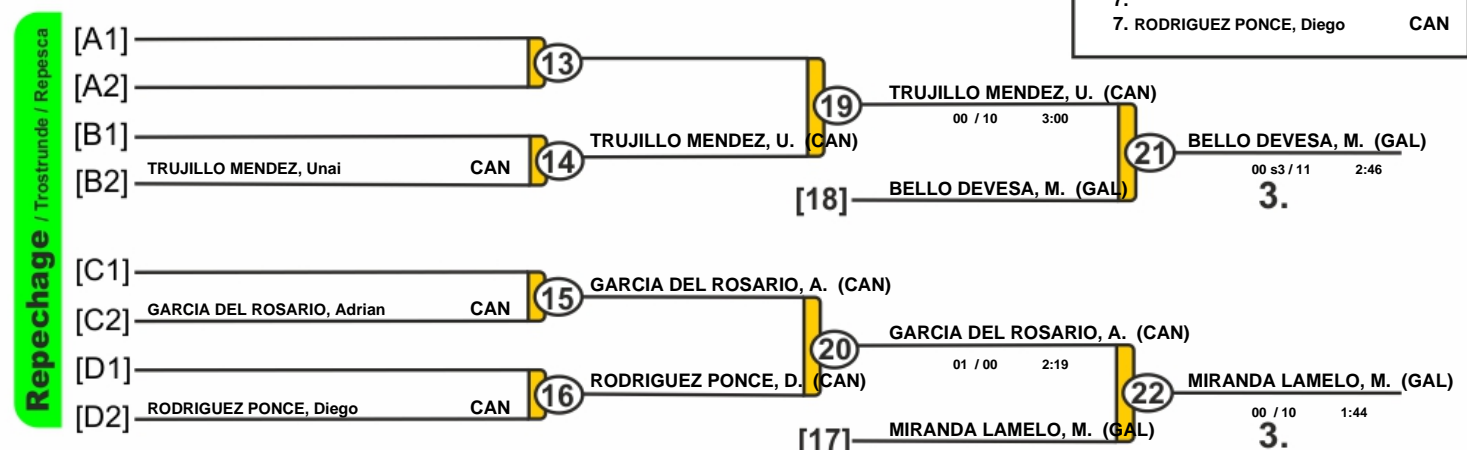 7.
7. RODRIGUEZ PONCE, Diego CAN
Repechage / Trostrunde / Repesca
[A1]
13
[A2]
19
TRUJILLO MENDEZ, U. (CAN)
00 / 10 3:00
[B1]
TRUJILLO MENDEZ, U. (CAN)
21
BELLO DEVESA, M. (GAL)
TRUJILLO MENDEZ, Unai CAN
14
00 s3 / 11 2:46
[B2]
[18]
BELLO DEVESA, M. (GAL)
3.
[C1]
GARCIA DEL ROSARIO, A. (CAN)
GARCIA DEL ROSARIO, Adrian CAN
15
[C2]
GARCIA DEL ROSARIO, A. (CAN)
20
01 / 00 2:19
[D1]
RODRIGUEZ PONCE, D. (CAN)
22
MIRANDA LAMELO, M. (GAL)
RODRIGUEZ PONCE, Diego CAN
16
00 / 10 1:44
[D2]
[17]
MIRANDA LAMELO, M. (GAL)
3.